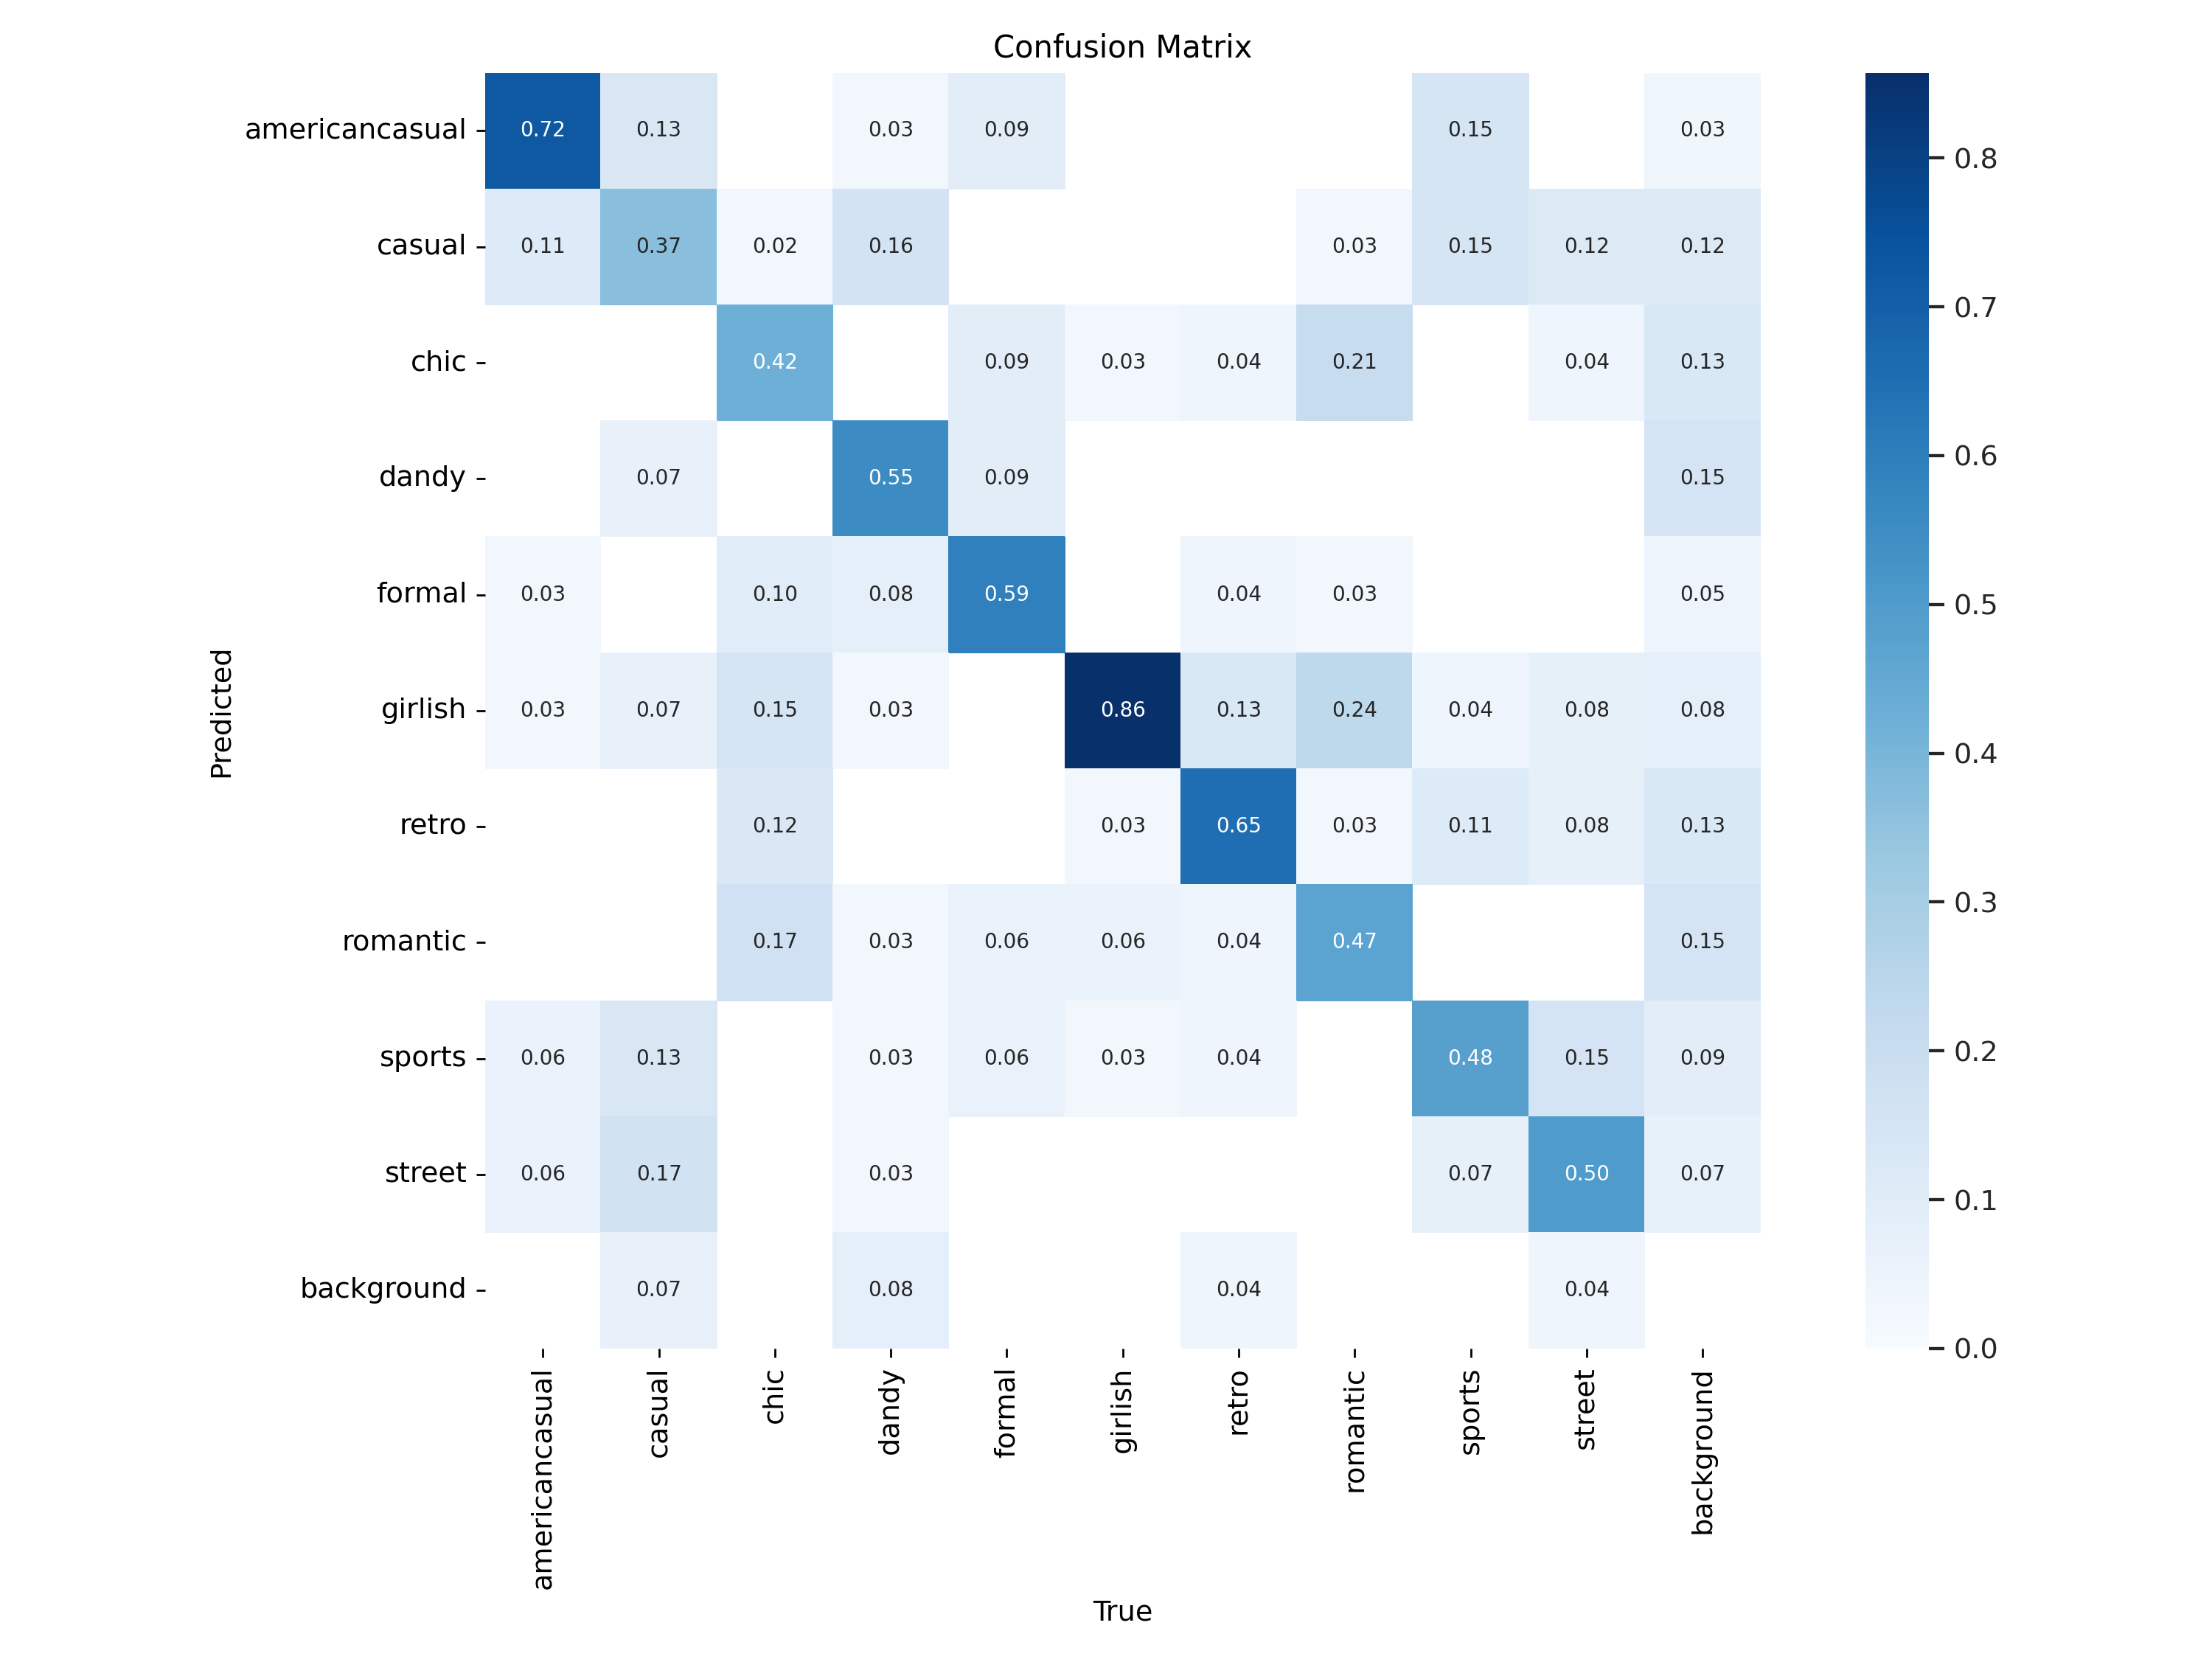 Confusion Matrix
americancasual 0.72 0.13 0.03 0.09 0.15 0.03
casual 0.11 0.37 0.02 0.16 0.03 0.15 0.12 0.12
chic 0.42 0.09 0.03 0.04 0.21 0.04 0.13
dandy 0.07 0.55 0.09 0.15
formal 0.03 0.10 0.08 0.59 0.04 0.03 0.05
girlish 0.03 0.07 0.15 0.03 0.86 0.13 0.24 0.04 0.08 0.08
retro 0.12 0.03 0.65 0.03 0.11 0.08 0.13
romantic 0.17 0.03 0.06 0.06 0.04 0.47 0.15
sports 0.06 0.13 0.03 0.06 0.03 0.04 0.48 0.15 0.09
street 0.06 0.17 0.03 0.07 0.50 0.07
background 0.07 0.08 0.04 0.04
Predicted
americancasual casual chic dandy formal girlish retro romantic sports street background
True
0.8
0.7
0.6
0.5
0.4
0.3
0.2
0.1
0.0